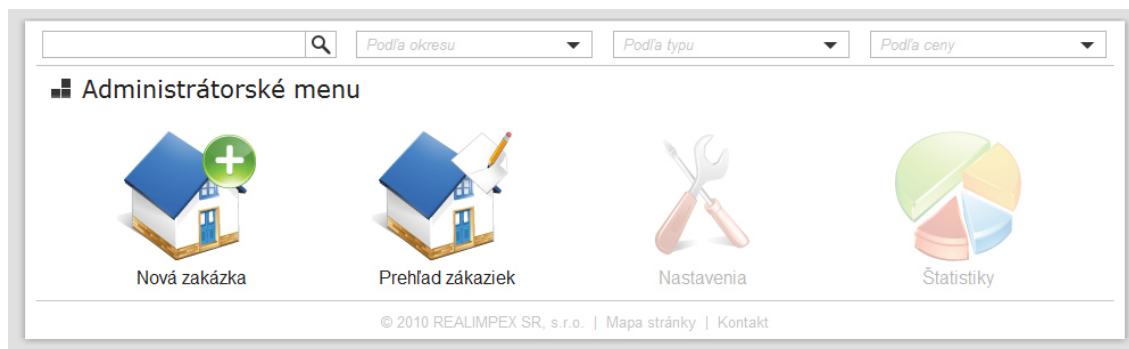 Podľa okresu Podľa typu Podľa ceny
Administrátorské menu
Nová zakázka Prehľad zákaziek Nastavenia Štatistiky
© 2010 REALIMPEX SR, s.r.o. | Mapa stránky | Kontakt